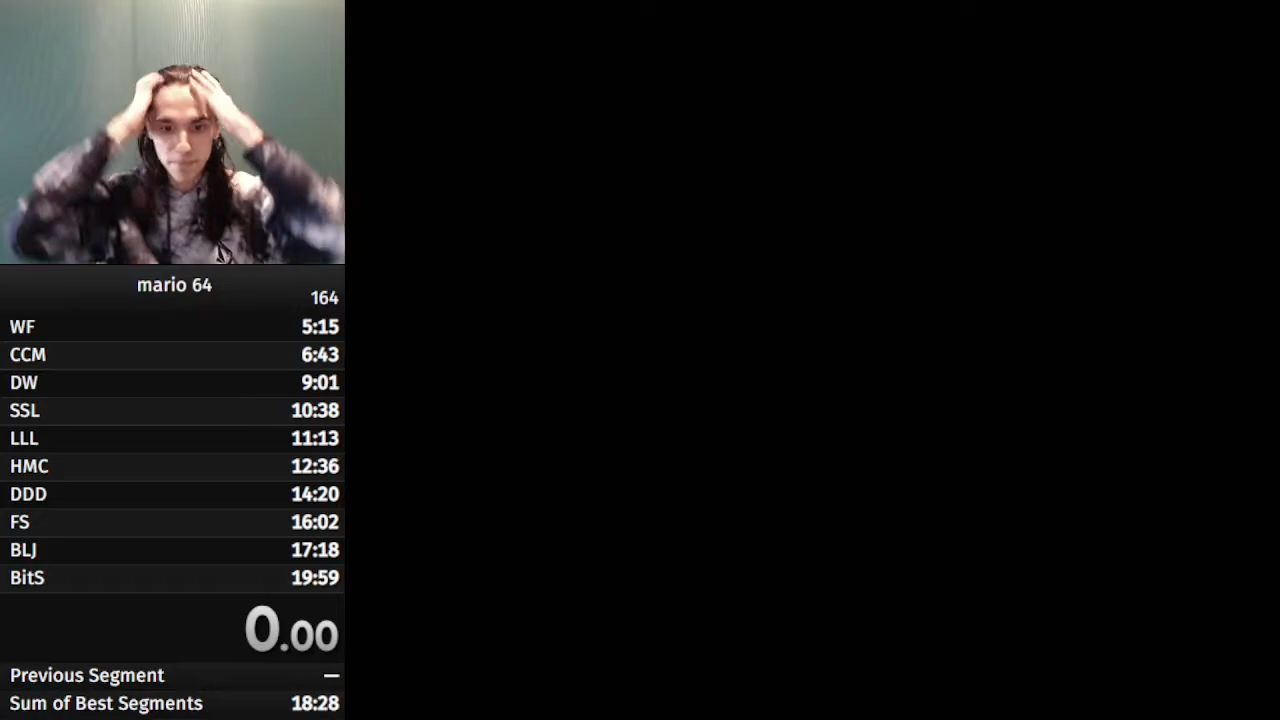 mario 64
164
WF 5:15
CCM 6:43
DW 9:01
SSL 10:38
LLL 11:13
HMC 12:36
DDD 14:20
FS 16:02
BLJ 17:18
BitS 19:59
0.00
Previous Segment —
Sum of Best Segments 18:28